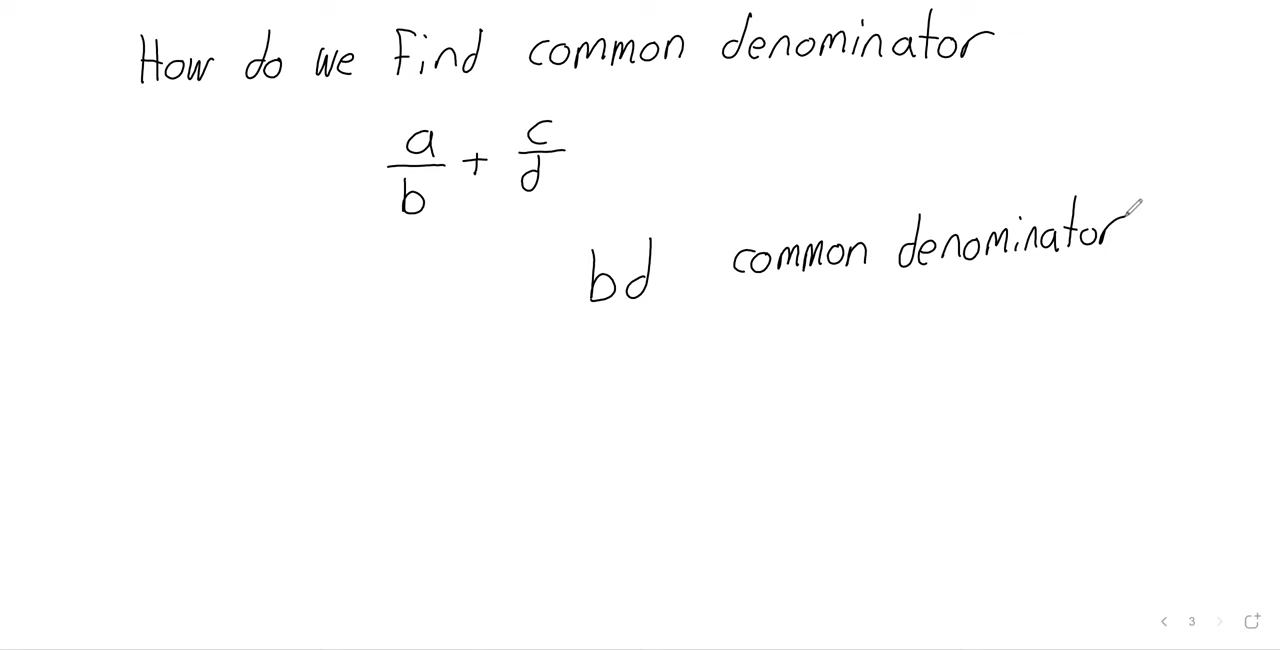 How do we find common denominator
a/b + c/d
bd common denominator
3